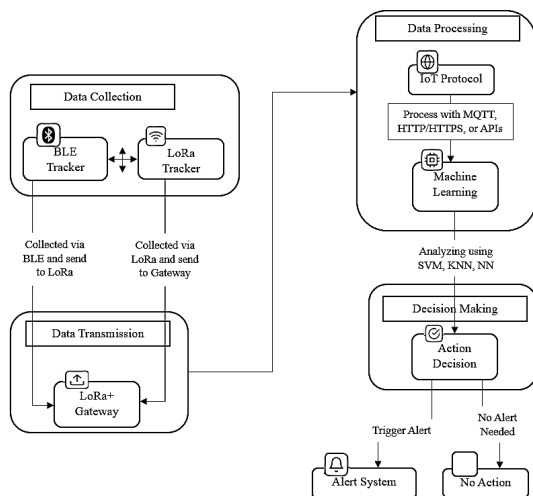 Data Collection
BLE
Tracker
LoRa
Tracker
Collected via
BLE and send
to LoRa
Collected via
LoRa and send
to Gateway
Data Transmission
LoRa+
Gateway
Data Processing
IoT Protocol
Process with MQTT,
HTTP/HTTPS, or APIs
Machine
Learning
Analyzing using
SVM, KNN, NN
Decision Making
Action
Decision
Trigger Alert
No Alert
Needed
Alert System
No Action